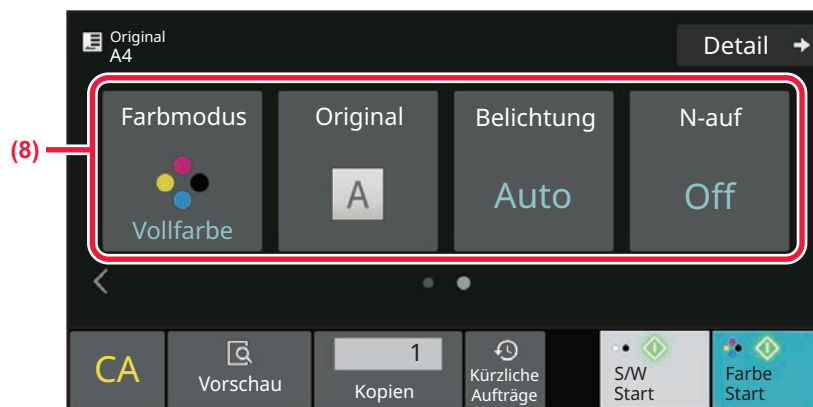 Original
A4
Detail
(8)
Farbmodus
Vollfarbe
Original
A
Belichtung
Auto
N-auf
Off
CA
Vorschau
1
Kopien
Kürzliche
Aufträge
S/W
Start
Farbe
Start